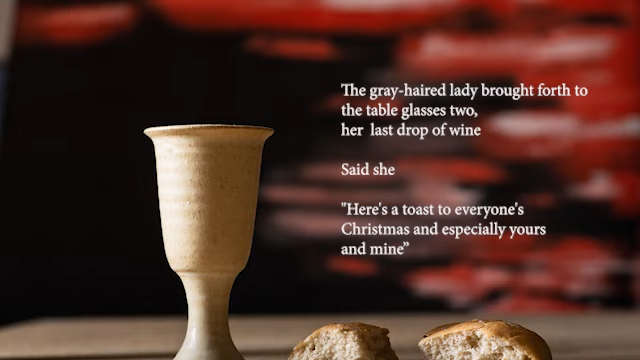 The gray-haired lady brought forth to
the table glasses two,
her last drop of wine
Said she
"Here's a toast to everyone's
Christmas and especially yours
and mine”